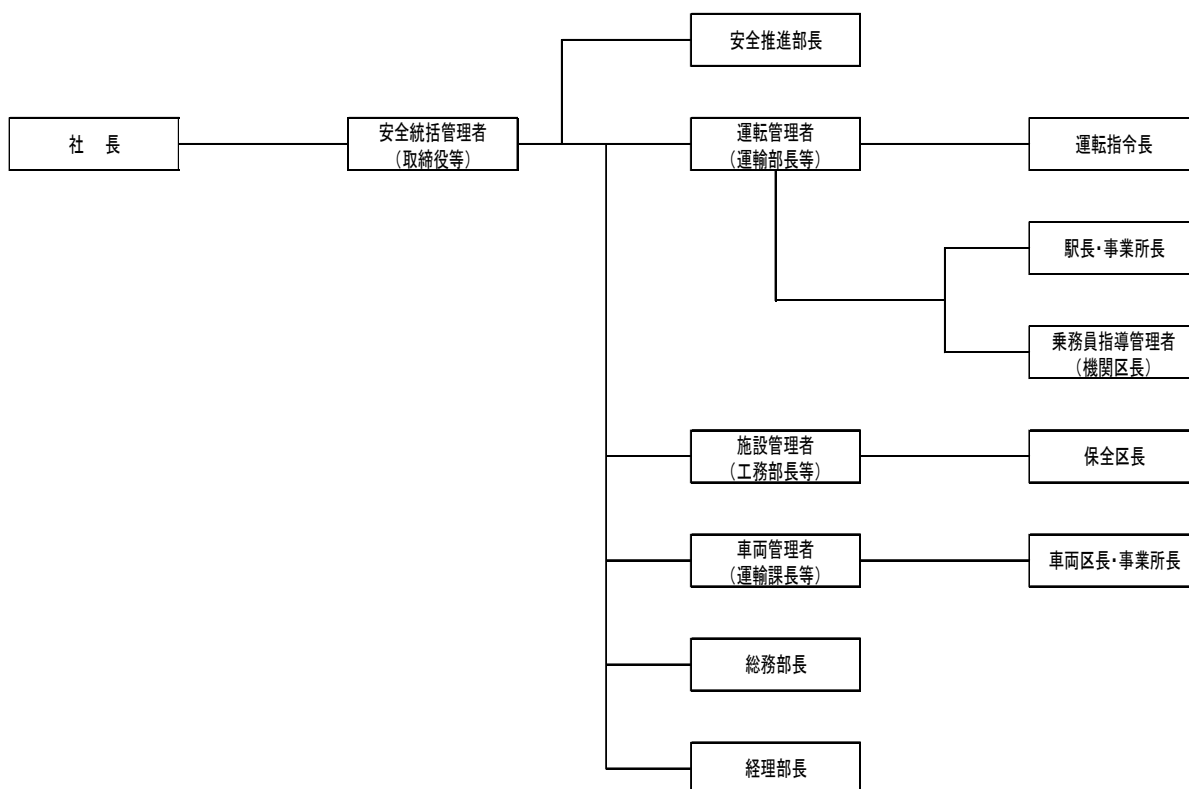 安全推進部長
社　長
安全統括管理者
（取締役等）
運転管理者
（運輸部長等）
運転指令長
駅長・事業所長
乗務員指導管理者
（機関区長）
施設管理者
（工務部長等）
保全区長
車両管理者
（運輸課長等）
車両区長・事業所長
総務部長
経理部長